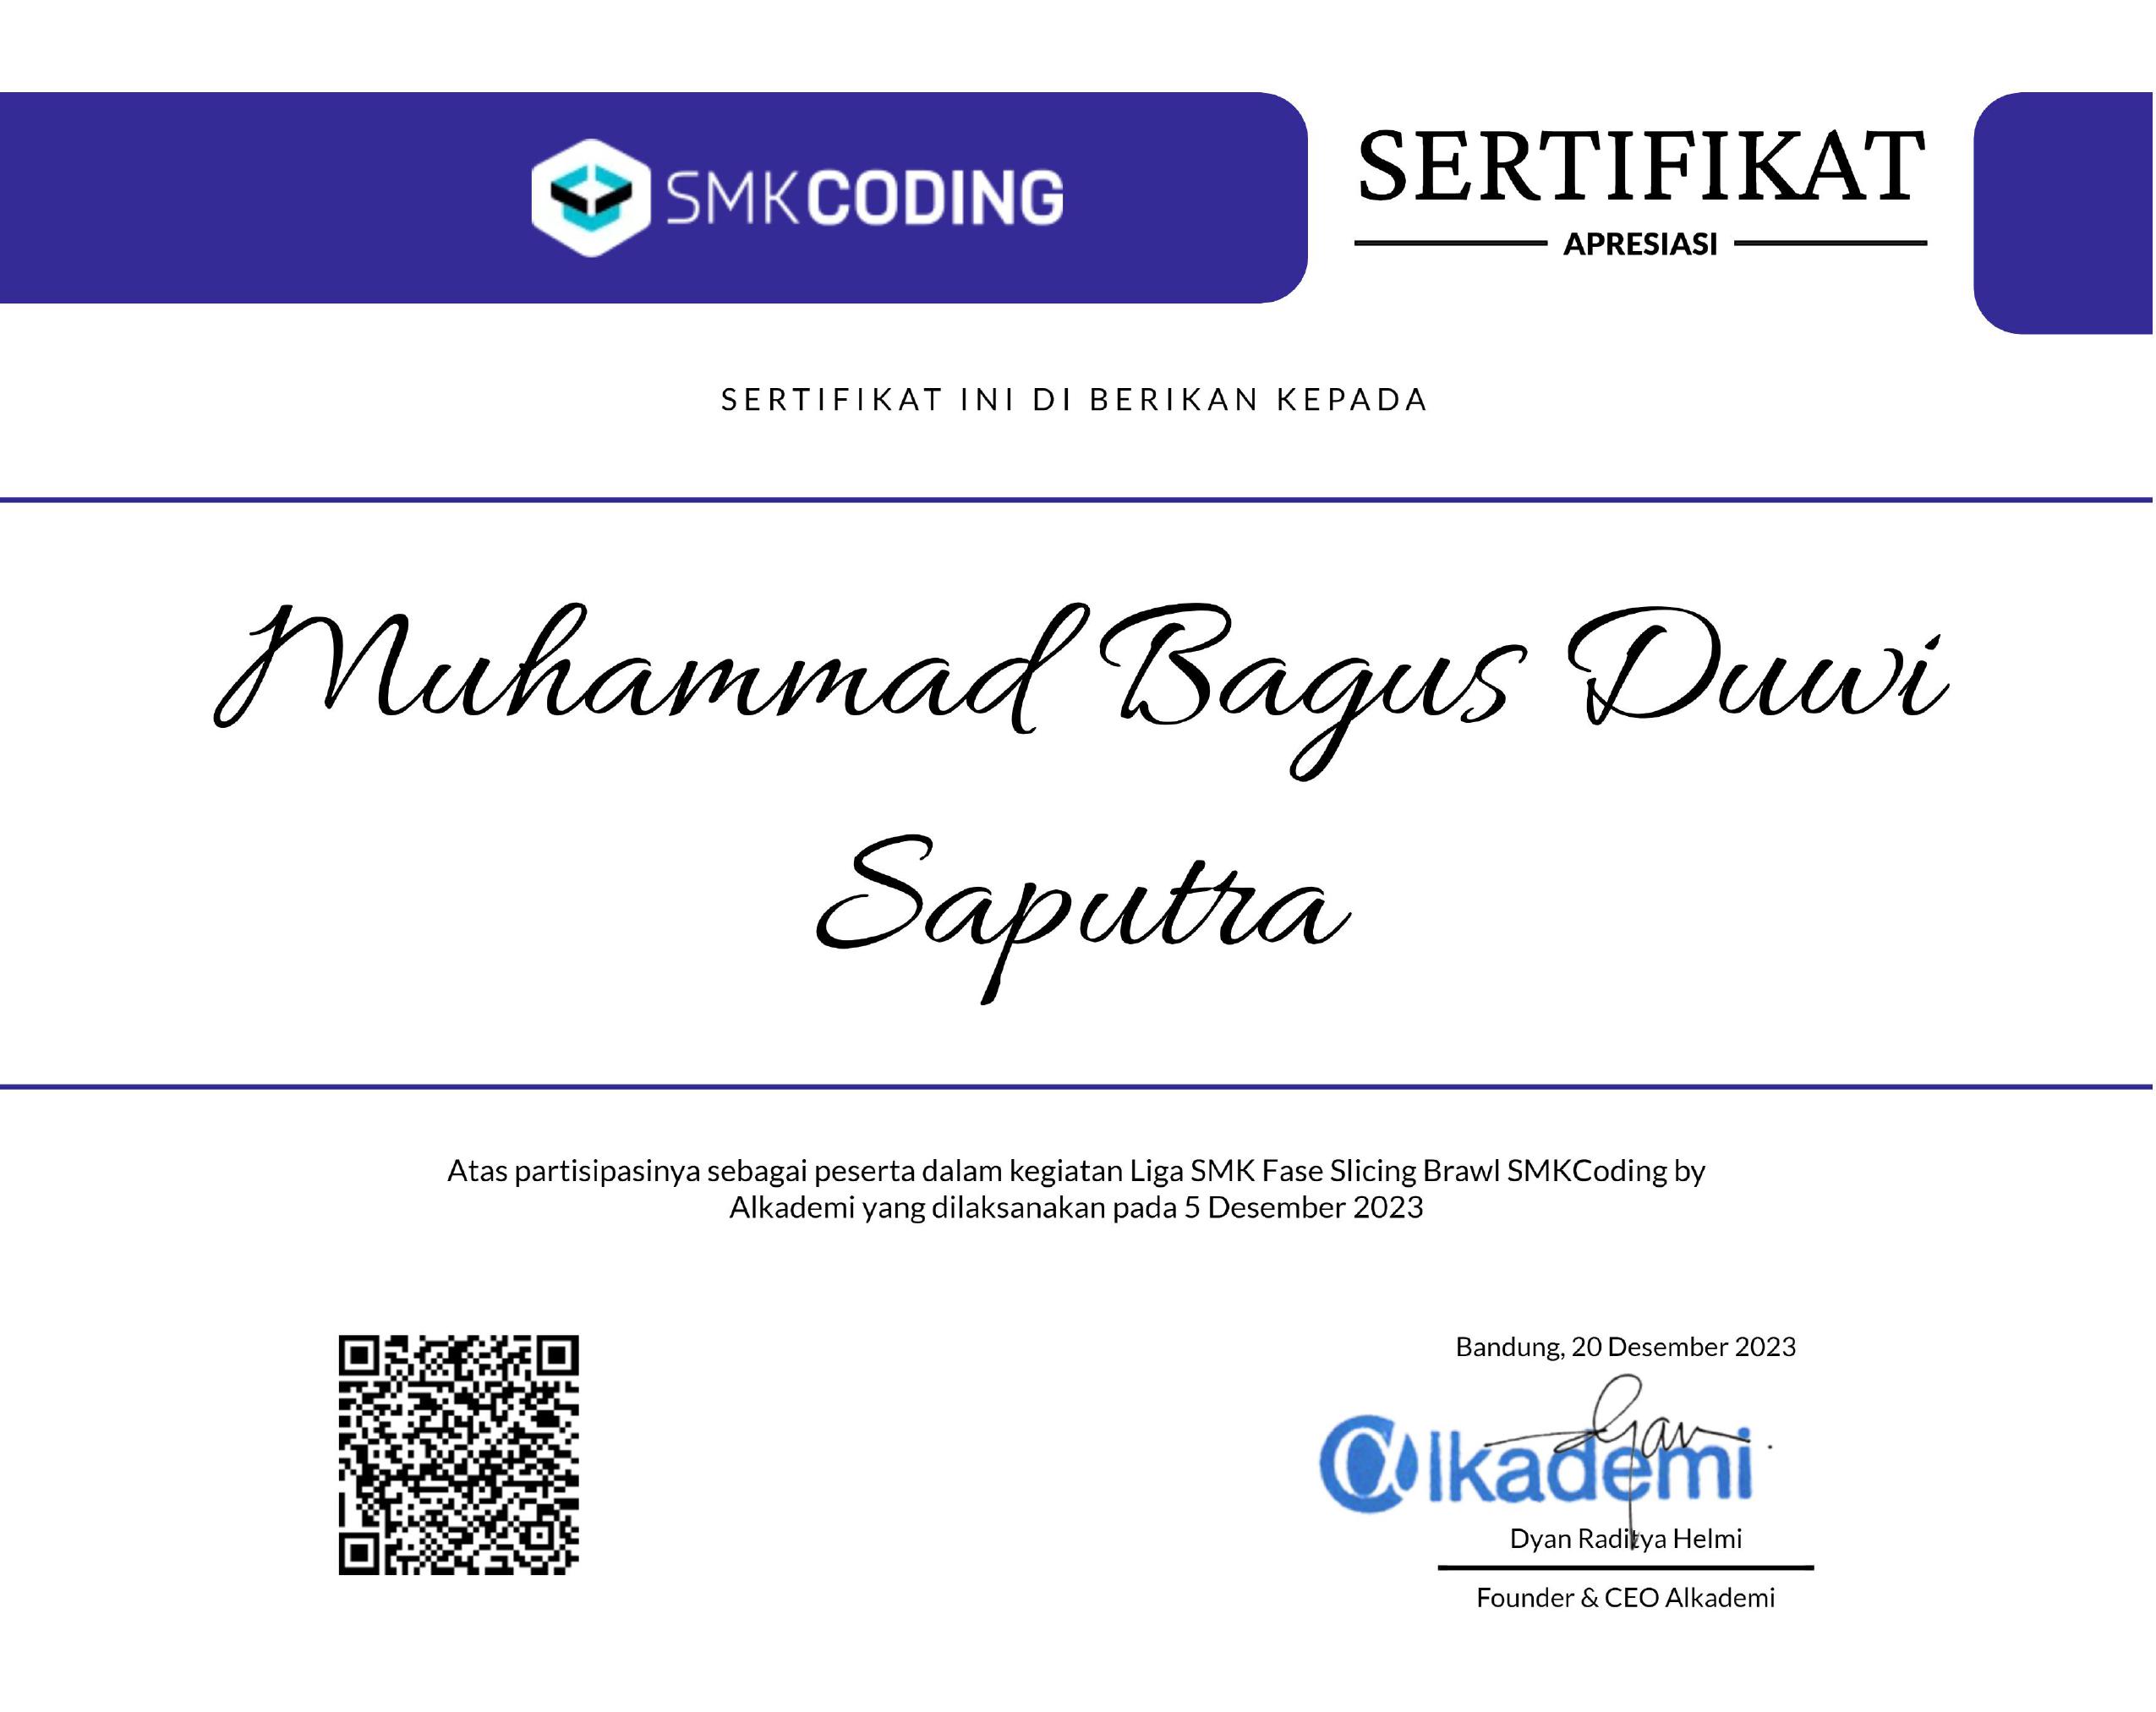 SMKCODING
SERTIFIKAT
APRESIASI
SERTIFIKAT INI DI BERIKAN KEPADA
Muhammad Bagus Duwi
Saputra
Atas partisipasinya sebagai peserta dalam kegiatan Liga SMK Fase Slicing Brawl SMKCoding by
Alkademi yang dilaksanakan pada 5 Desember 2023
Bandung, 20 Desember 2023
Alkademi
Dyan Raditya Helmi
Founder & CEO Alkademi